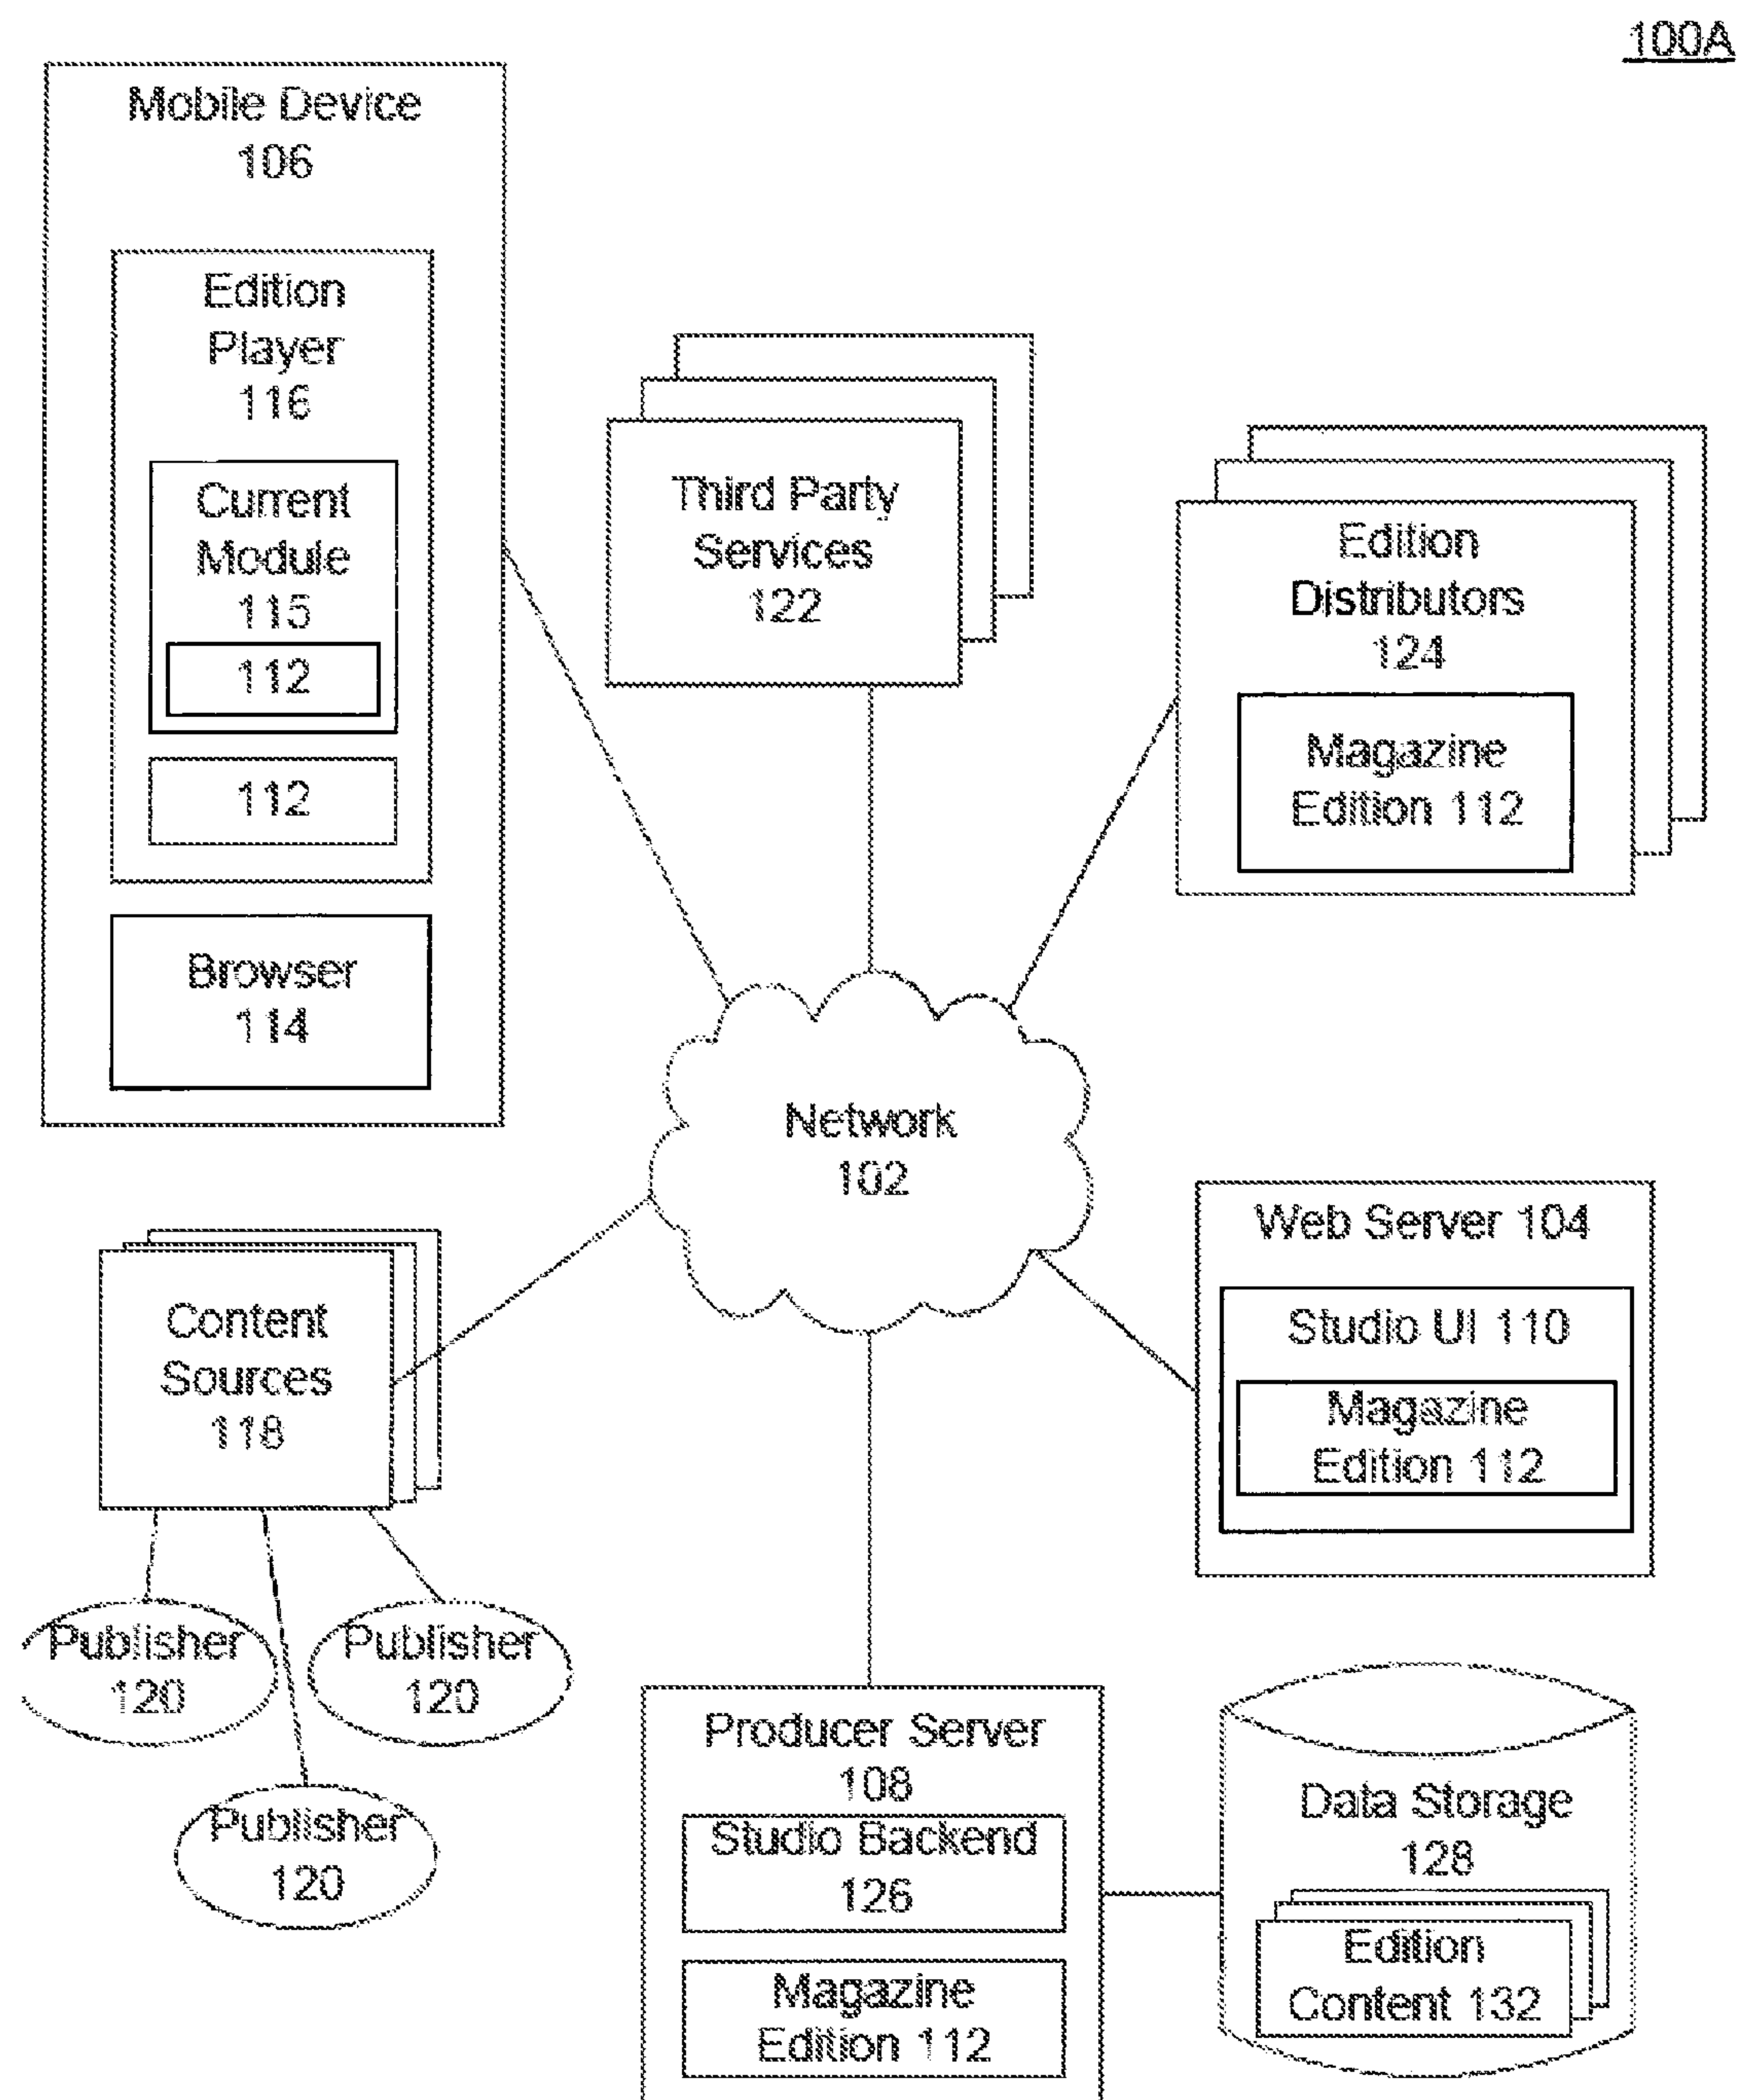 100A
Mobile Device
106
Edition
Player
116
Current
Module
115
112
112
Browser
114
Third Party
Services
122
Edition
Distributors
124
Magazine
Edition 112
Network
102
Web Server 104
Studio UI 110
Magazine
Edition 112
Content
Sources
118
Publisher
120
Publisher
120
Publisher
120
Producer Server
108
Studio Backend
126
Magazine
Edition 112
Data Storage
128
Edition
Content 132